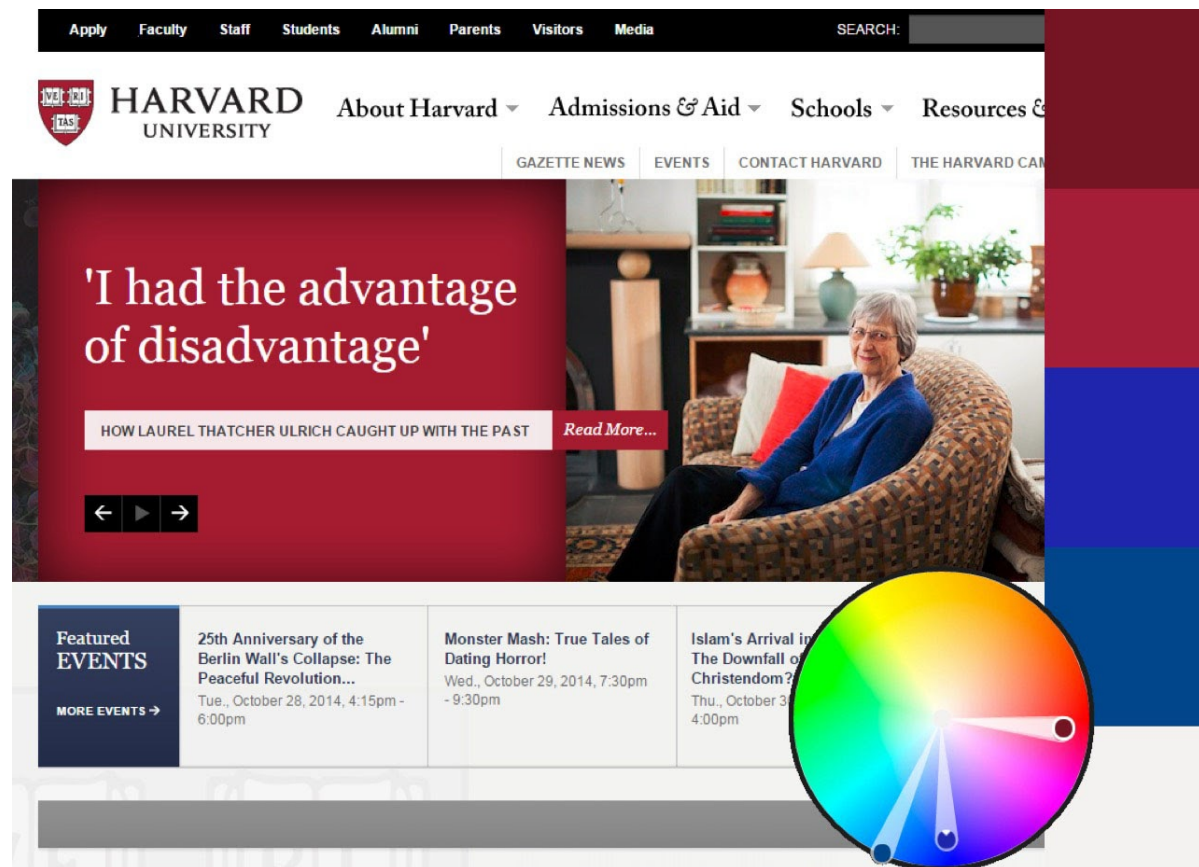 Apply Faculty Staff Students Alumni Parents Visitors Media SEARCH:
VE RI
TAS
HARVARD
UNIVERSITY
About Harvard Admissions & Aid Schools Resources &
GAZETTE NEWS EVENTS CONTACT HARVARD THE HARVARD CAM
'I had the advantage
of disadvantage'
HOW LAUREL THATCHER ULRICH CAUGHT UP WITH THE PAST Read More...
Featured
EVENTS
MORE EVENTS →
25th Anniversary of the
Berlin Wall's Collapse: The
Peaceful Revolution...
Tue., October 28, 2014, 4:15pm -
6:00pm
Monster Mash: True Tales of
Dating Horror!
Wed., October 29, 2014, 7:30pm
- 9:30pm
Islam's Arrival in
The Downfall of
Christendom?
Thu., October 3
4:00pm